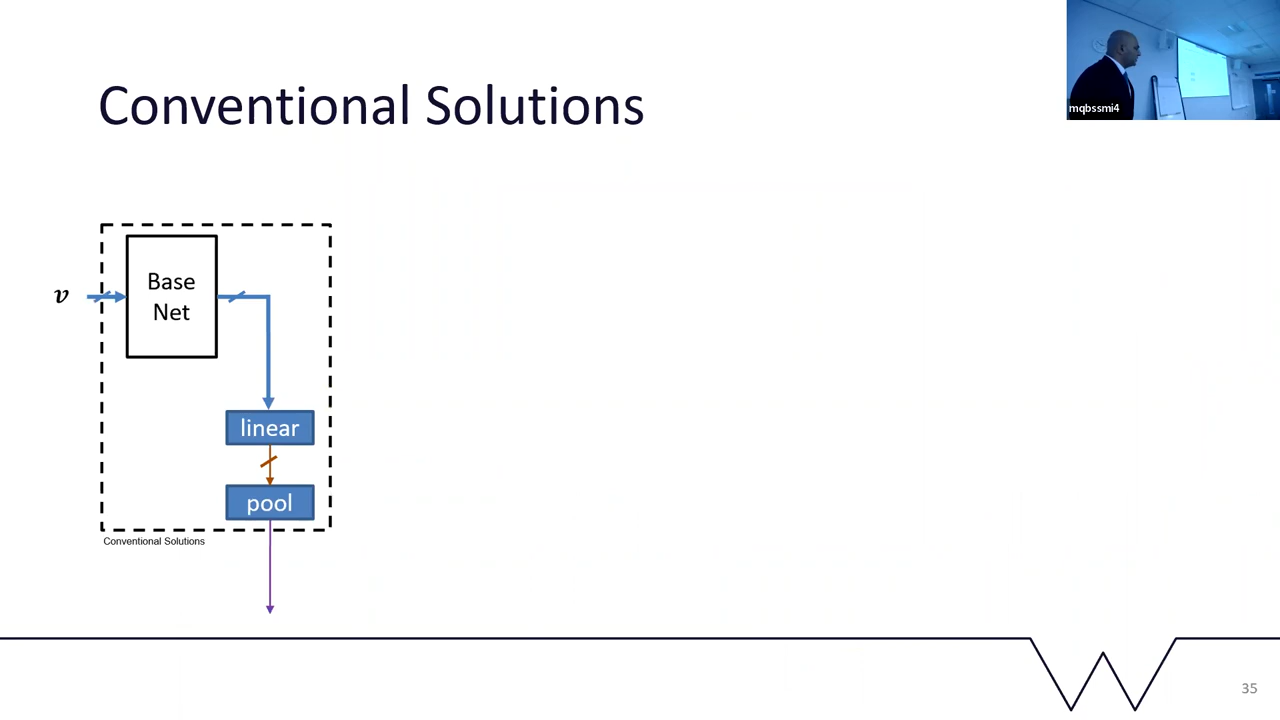 Conventional Solutions
mqbssmi4
v
Base
Net
linear
pool
Conventional Solutions
35